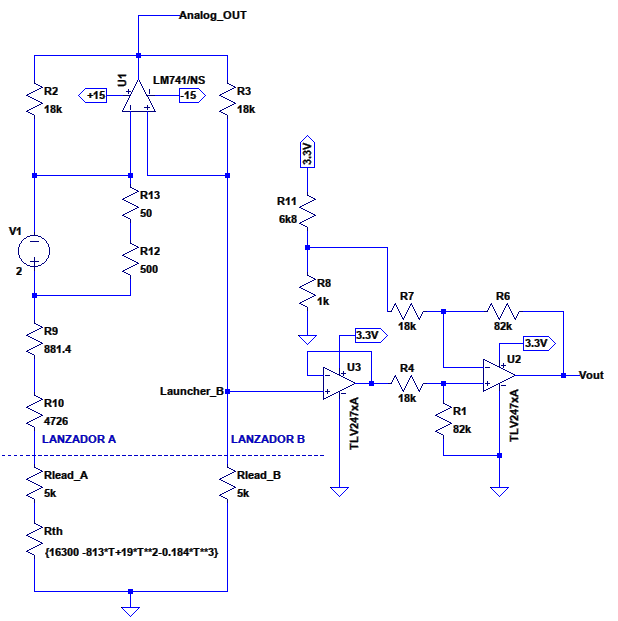 Analog_OUT
R2
18k
U1
LM741/NS
+15
-15
R3
18k
R13
50
V1
2
R12
500
3.3V
R11
6k8
R8
1k
R9
881.4
R10
4726
Launcher_B
LANZADOR A
LANZADOR B
R7
18k
R6
82k
3.3V
U3
TLV247xA
R4
18k
R1
82k
3.3V
U2
TLV247xA
Vout
Rlead_A
5k
Rlead_B
5k
Rth
{16300 -813*T+19*T**2-0.184*T**3}